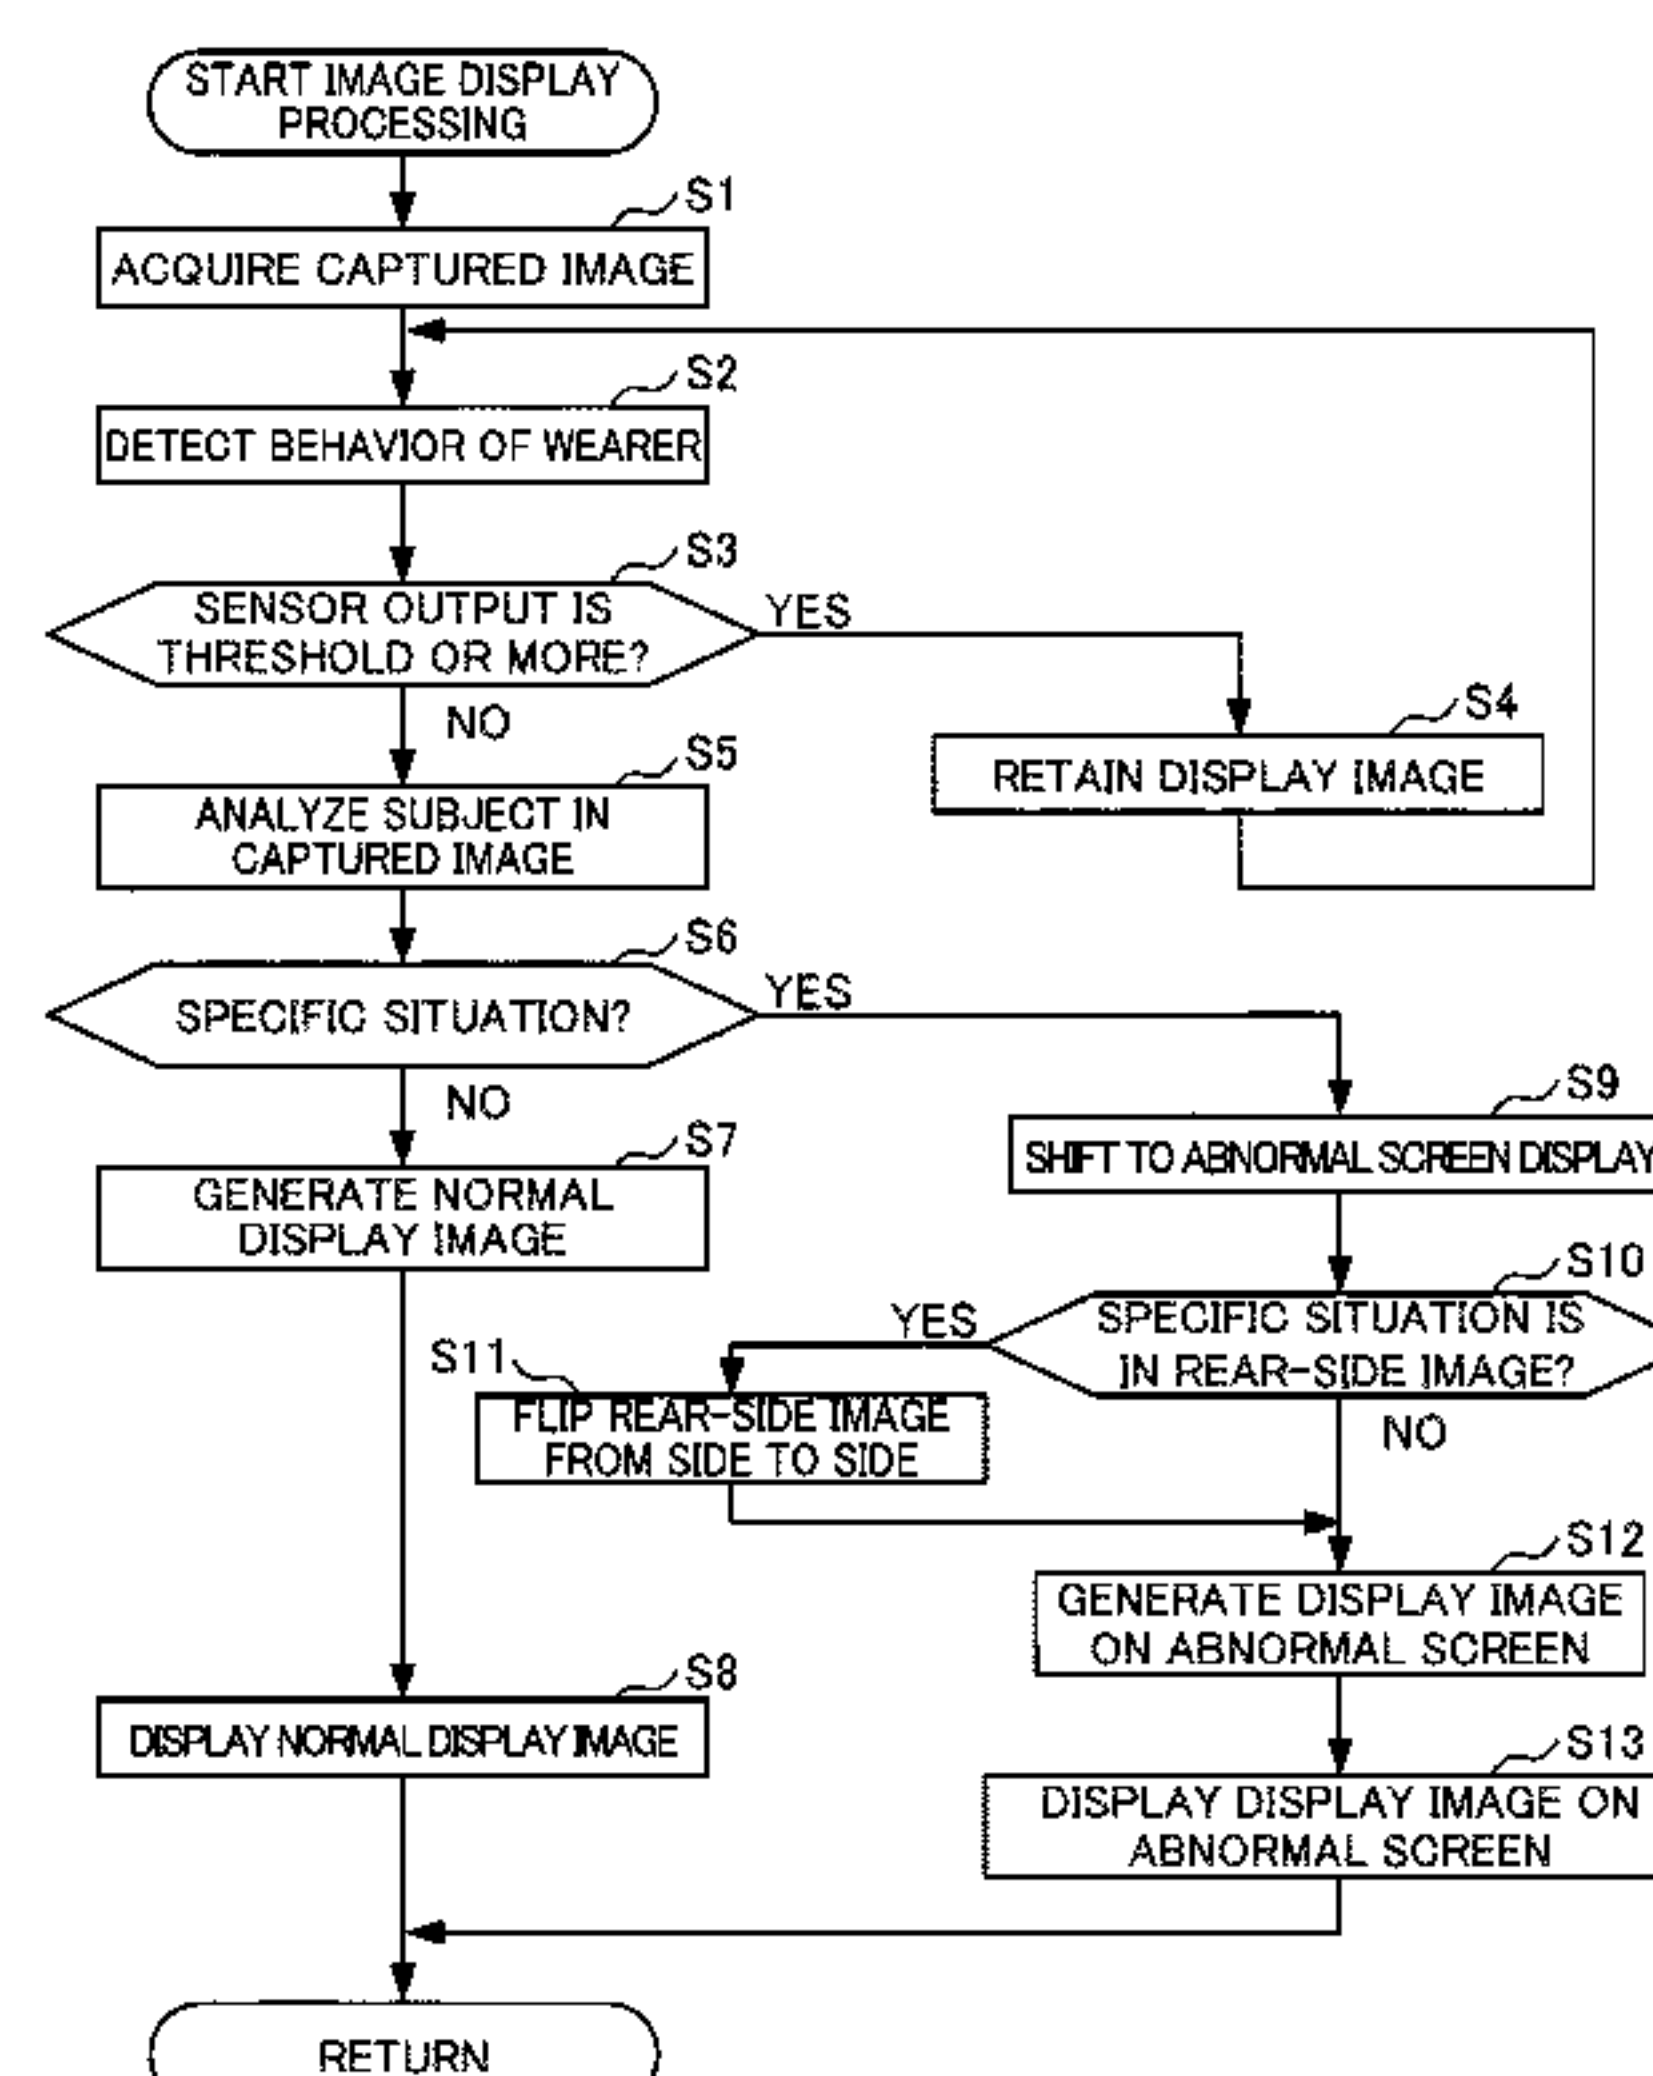 START IMAGE DISPLAY
PROCESSING
S1
ACQUIRE CAPTURED IMAGE
S2
DETECT BEHAVIOR OF WEARER
S3
SENSOR OUTPUT IS
THRESHOLD OR MORE?
YES
NO
S4
RETAIN DISPLAY IMAGE
S5
ANALYZE SUBJECT IN
CAPTURED IMAGE
S6
SPECIFIC SITUATION?
YES
NO
S7
GENERATE NORMAL
DISPLAY IMAGE
S9
SHIFT TO ABNORMAL SCREEN DISPLAY
S10
SPECIFIC SITUATION IS
IN REAR-SIDE IMAGE?
YES
NO
S11
FLIP REAR-SIDE IMAGE
FROM SIDE TO SIDE
S12
GENERATE DISPLAY IMAGE
ON ABNORMAL SCREEN
S8
DISPLAY NORMAL DISPLAY IMAGE
S13
DISPLAY DISPLAY IMAGE ON
ABNORMAL SCREEN
RETURN